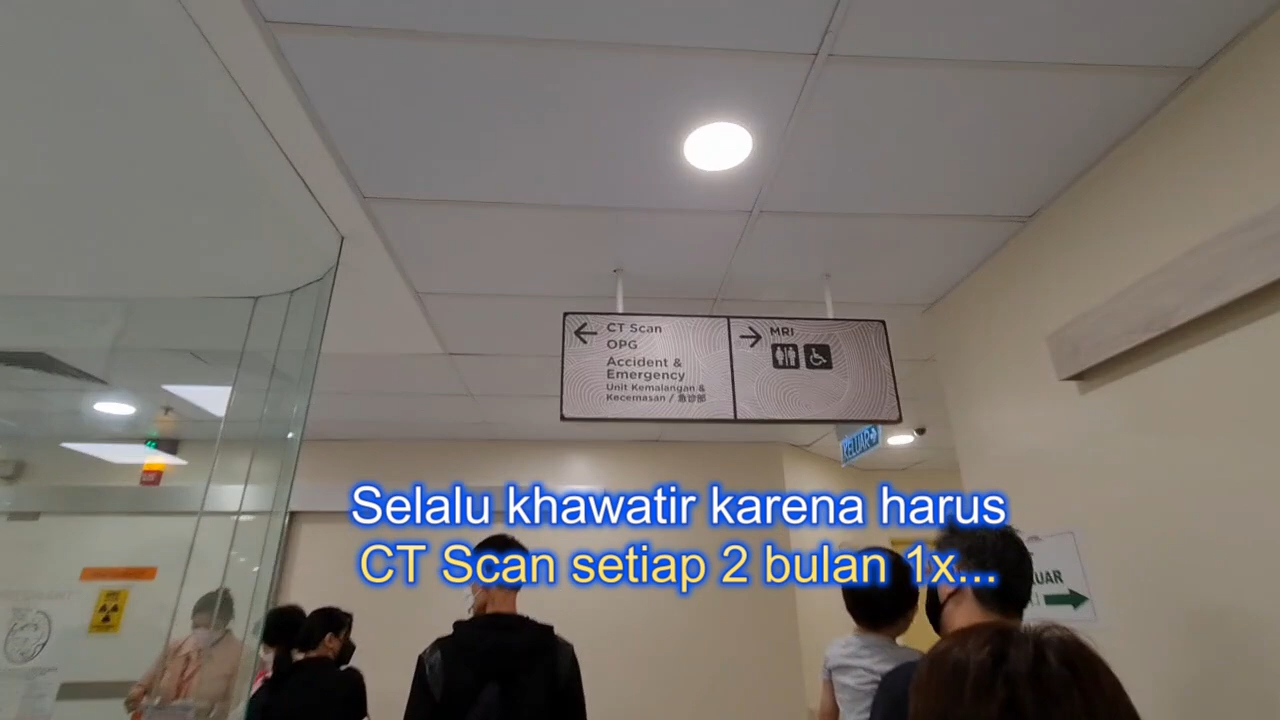 CT Scan
OPG
Accident &
Emergency
Unit Kemalangan &
Kecemasan / 急诊部
MRI
KELUAR
Selalu khawatir karena harus
CT Scan setiap 2 bulan 1x...